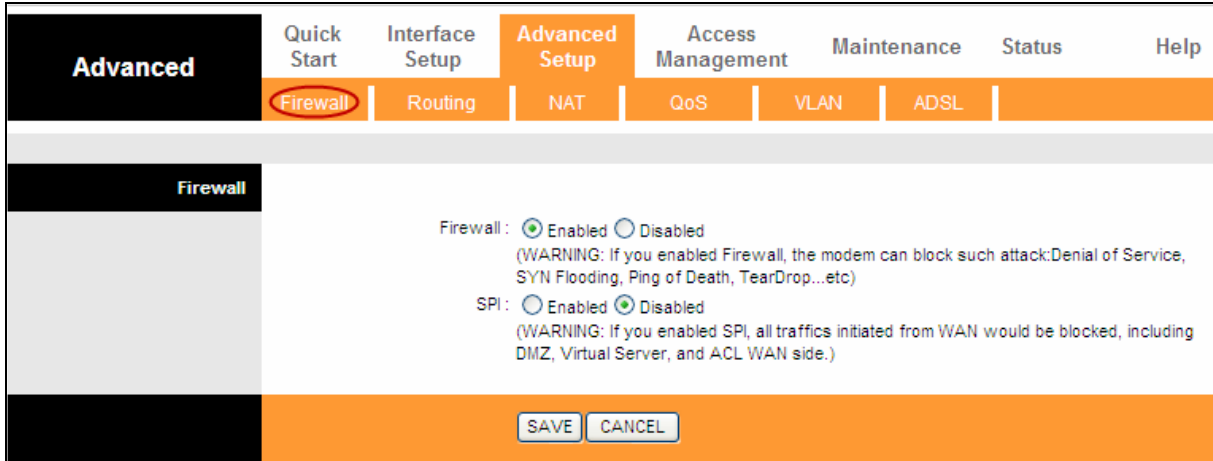 Advanced
Quick Start
Interface Setup
Advanced Setup
Access Management
Maintenance
Status
Help
Firewall
Routing
NAT
QoS
VLAN
ADSL
Firewall
Firewall : Enabled Disabled
(WARNING: If you enabled Firewall, the modem can block such attack:Denial of Service,
SYN Flooding, Ping of Death, TearDrop...etc)
SPI : Enabled Disabled
(WARNING: If you enabled SPI, all traffics initiated from WAN would be blocked, including
DMZ, Virtual Server, and ACL WAN side.)
SAVE CANCEL